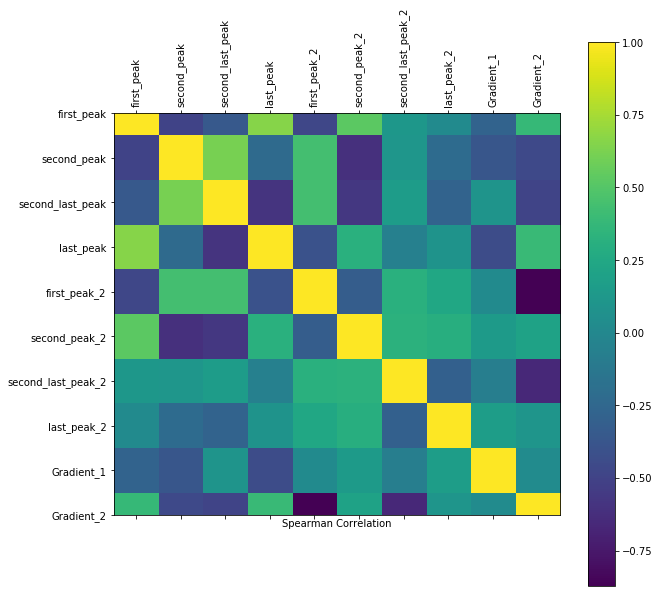 first_peak
second_peak
second_last_peak
last_peak
first_peak_2
second_peak_2
second_last_peak_2
last_peak_2
Gradient_1
Gradient_2
first_peak
second_peak
second_last_peak
last_peak
first_peak_2
second_peak_2
second_last_peak_2
last_peak_2
Gradient_1
Gradient_2
Spearman Correlation
1.00
0.75
0.50
0.25
0.00
−0.25
−0.50
−0.75